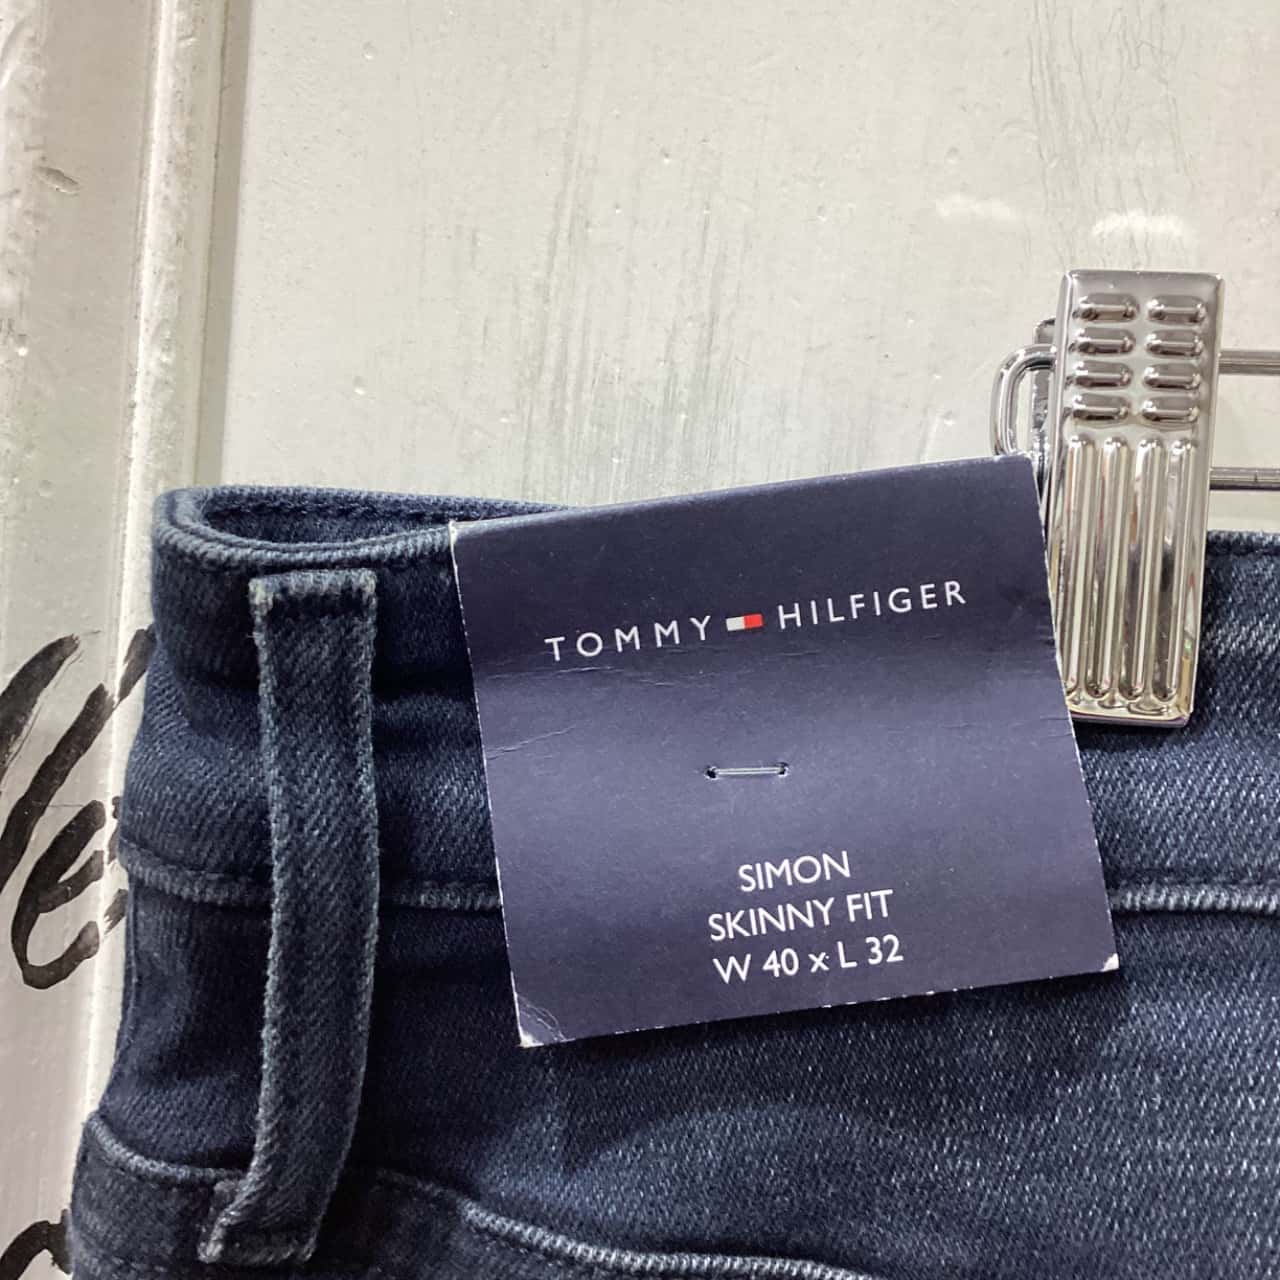 TOMMY HILFIGER
SIMON
SKINNY FIT
W 40 x L 32